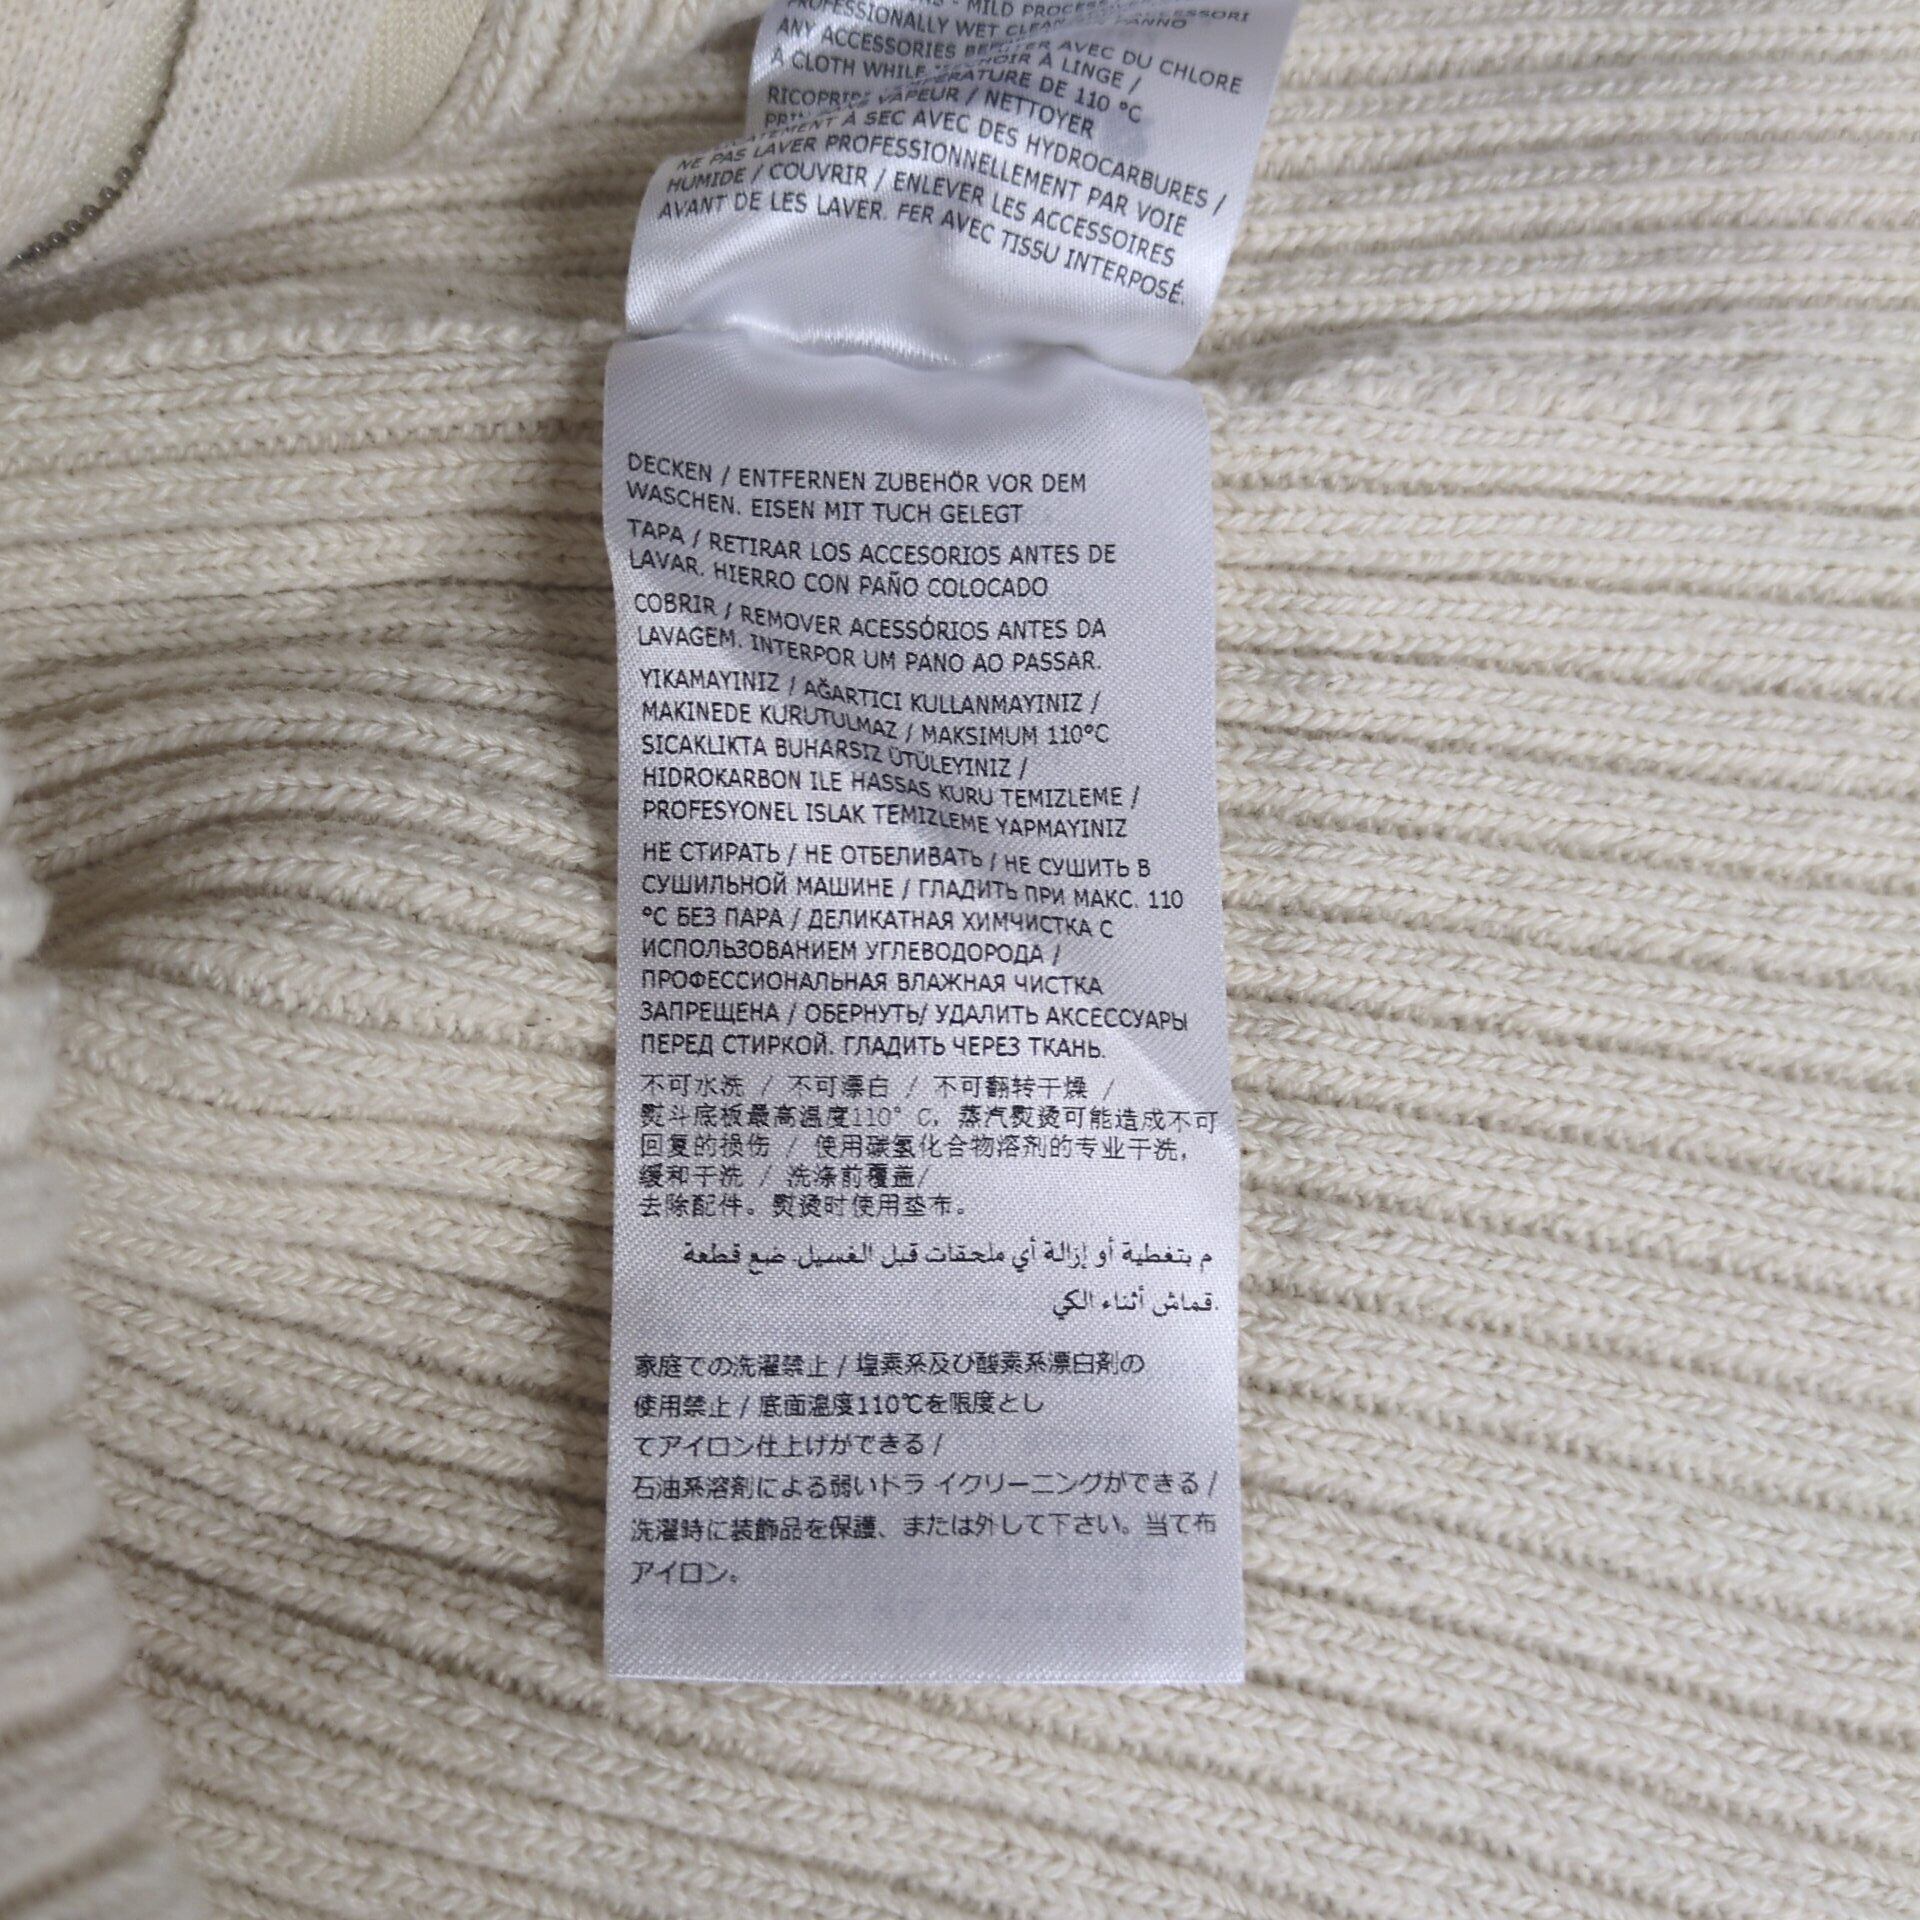 - MILD PROCESS
PROFESSIONALLY WET CLEAN
ANY ACCESSORIES
A CLOTH WHILE
ACCESSORI
PANNO
AVEC DU CHLORE
À LINGE /
DE 110 °C
VAPEUR / NETTOYER
À SEC AVEC DES HYDROCARBURES /
NE PAS LAVER PROFESSIONNELLEMENT PAR VOIE
HUMIDE / COUVRIR / ENLEVER LES ACCESSOIRES
AVANT DE LES LAVER. FER AVEC TISSU INTERPOSÉ.
DECKEN / ENTFERNEN ZUBEHÖR VOR DEM
WASCHEN. EISEN MIT TUCH GELEGT
TAPA / RETIRAR LOS ACCESORIOS ANTES DE
LAVAR. HIERRO CON PAÑO COLOCADO
COBRIR / REMOVER ACESSÓRIOS ANTES DA
LAVAGEM. INTERPOR UM PANO AO PASSAR.
YIKAMAYINIZ / AĞARTICI KULLANMAYINIZ /
MAKINEDE KURUTULMAZ / MAKSIMUM 110°C
SICAKLIKTA BUHARSIZ ÜTÜLEYINIZ /
HIDROKARBON ILE HASSAS KURU TEMIZLEME /
PROFESYONEL ISLAK TEMIZLEME YAPMAYINIZ
НЕ СТИРАТЬ / НЕ ОТБЕЛИВАТЬ / НЕ СУШИТЬ В
СУШИЛЬНОЙ МАШИНЕ / ГЛАДИТЬ ПРИ МАКС. 110
°C БЕЗ ПАРА / ДЕЛИКАТНАЯ ХИМЧИСТКА С
ИСПОЛЬЗОВАНИЕМ УГЛЕВОДОРОДА /
ПРОФЕССИОНАЛЬНАЯ ВЛАЖНАЯ ЧИСТКА
ЗАПРЕЩЕНА / ОБЕРНУТЬ/ УДАЛИТЬ АКСЕССУАРЫ
ПЕРЕД СТИРКОЙ. ГЛАДИТЬ ЧЕРЕЗ ТКАНЬ.
不可水洗 / 不可漂白 / 不可翻转干燥 /
熨斗底板最高温度110° C, 蒸汽熨烫可能造成不可
回复的损伤 / 使用碳氢化合物溶剂的专业干洗,
缓和干洗 / 洗涤前覆盖/
去除配件。熨烫时使用垫布。
م بتغطية أو إزالة أي ملحقات قبل الغسيل. ضع قطعة
قماش أثناء الكي.
家庭での洗濯禁止 / 塩素系及び酸素系漂白剤の
使用禁止 / 底面温度110℃を限度とし
てアイロン仕上げができる /
石油系溶剤による弱いドラ イクリーニングができる /
洗濯時に装飾品を保護、または外して下さい。当て布
アイロン。